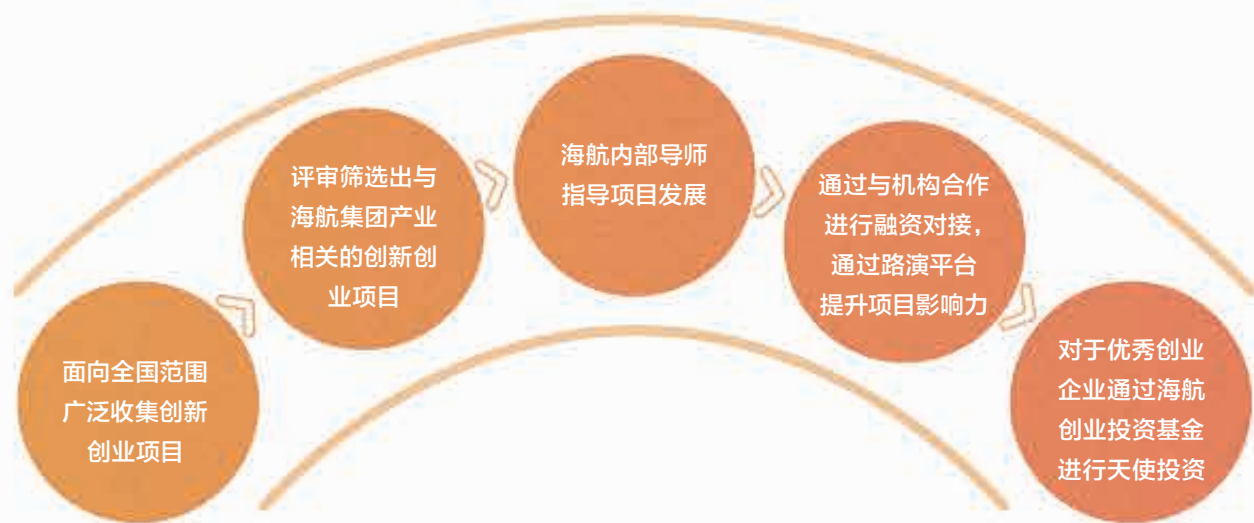 面向全国范围
广泛收集创新
创业项目
评审筛选出与
海航集团产业
相关的创新创
业项目
海航内部导师
指导项目发展
通过与机构合作
进行融资对接，
通过路演平台
提升项目影响力
对于优秀创业
企业通过海航
创业投资基金
进行天使投资